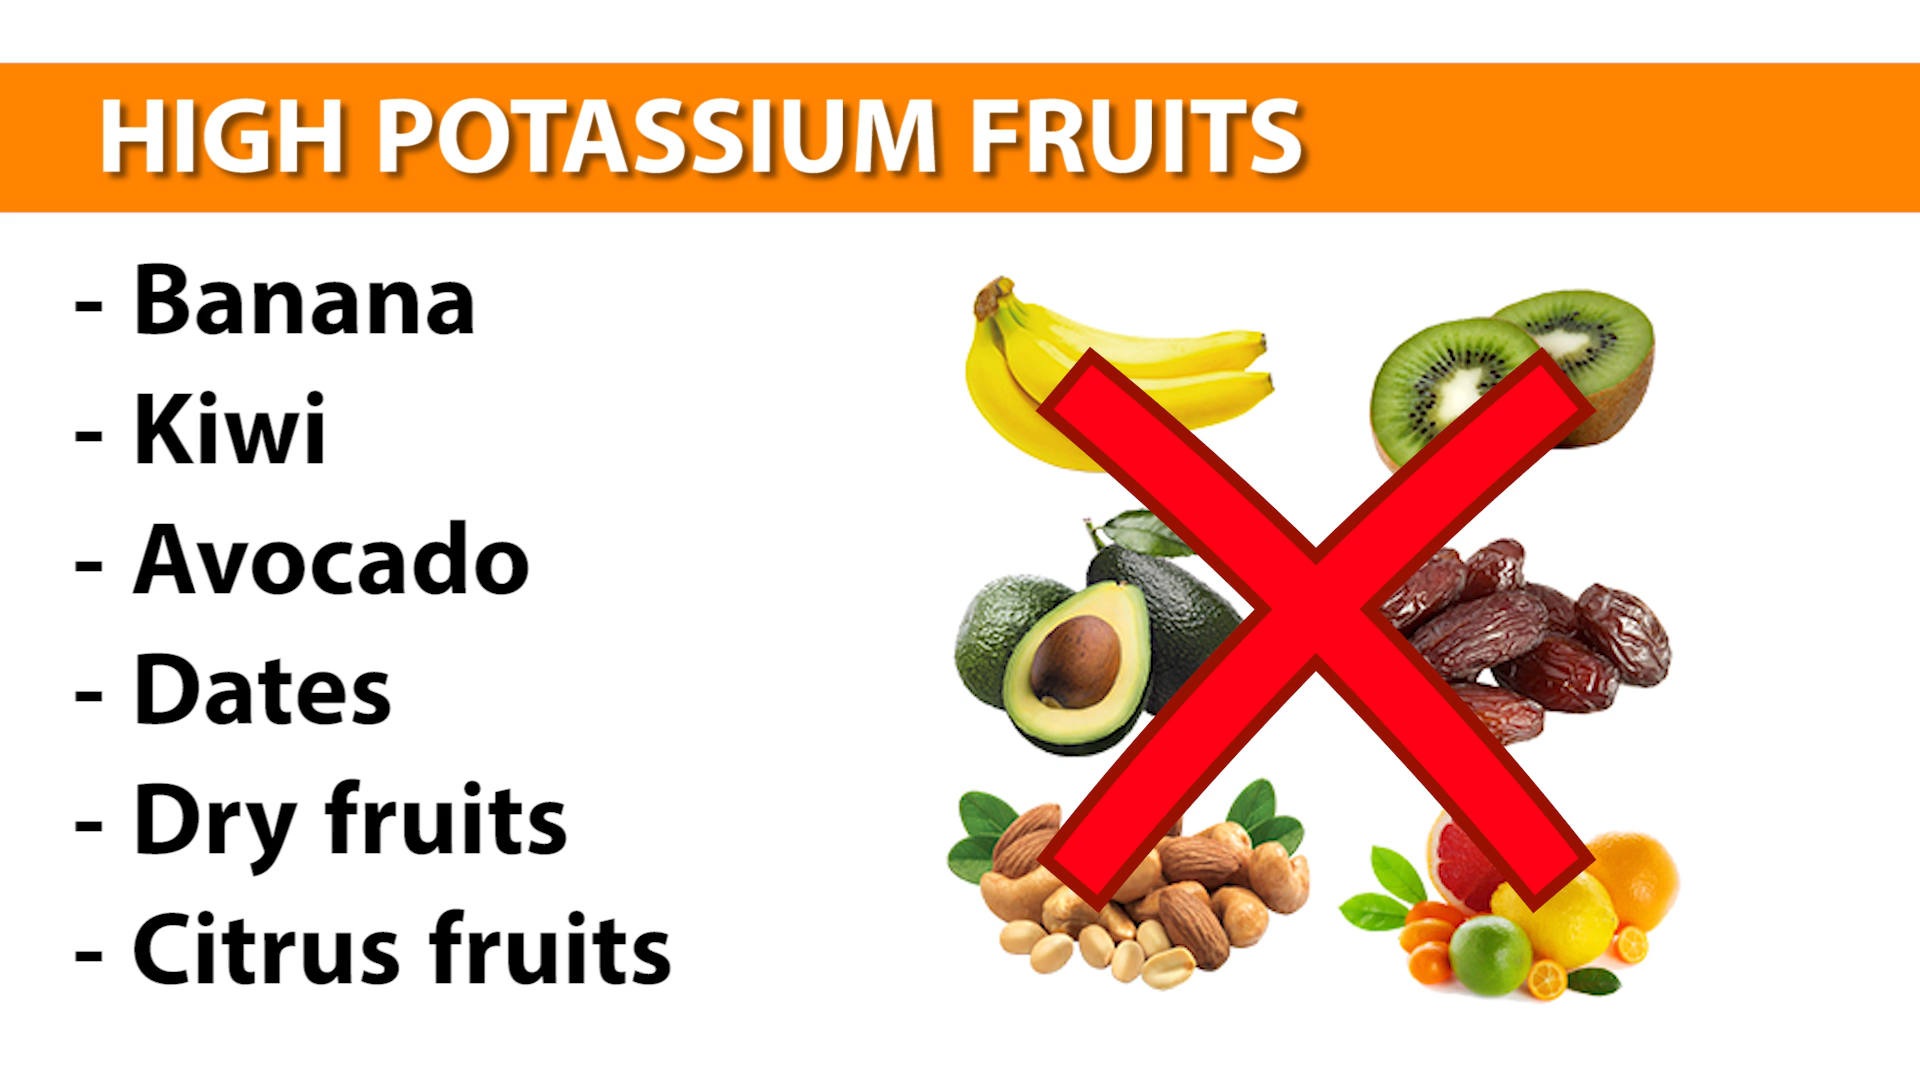 HIGH POTASSIUM FRUITS
- Banana
- Kiwi
- Avocado
- Dates
- Dry fruits
- Citrus fruits